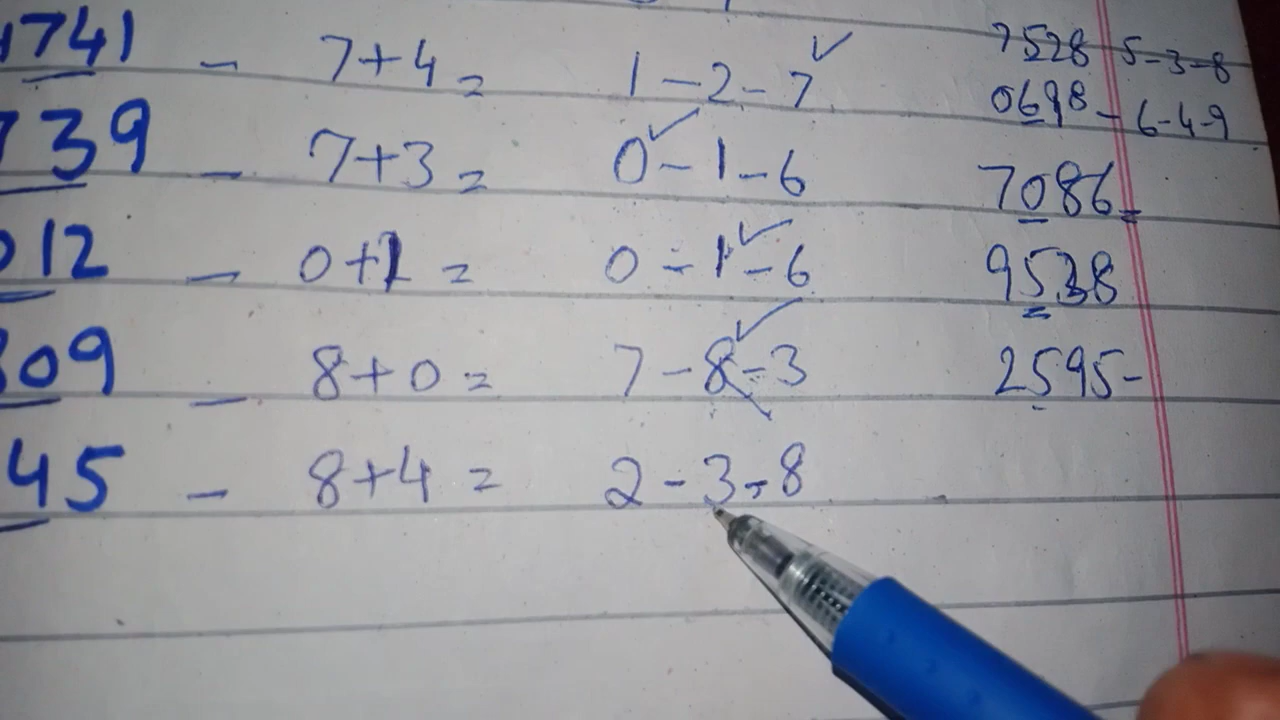 741 - 7+4 = 1-2-7 7528 5-3-8
739 - 7+3 = 0-1-6 0698 - 6-4-9
012 - 0+1 = 0-1-6 7086 =
809 - 8+0 = 7-8-3 9538
45 - 8+4 = 2-3-8 2595-